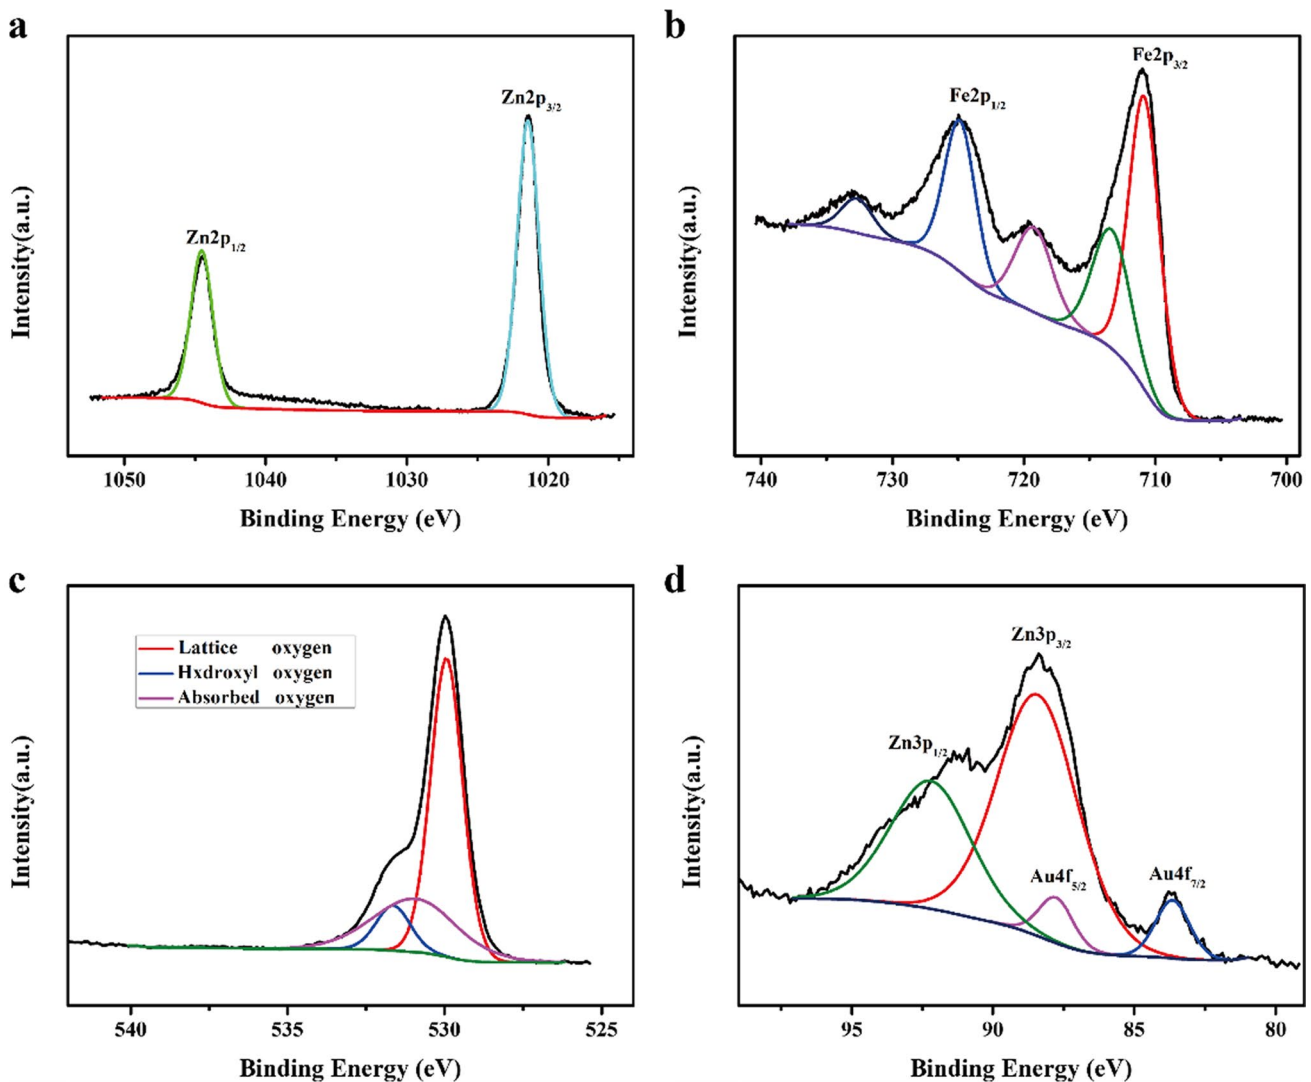 a
Zn2p3/2
Zn2p1/2
Intensity(a.u.)
1050 1040 1030 1020
Binding Energy (eV)
b
Fe2p3/2
Fe2p1/2
Intensity(a.u.)
740 730 720 710 700
Binding Energy (eV)
c
Lattice oxygen
Hxdroxyl oxygen
Absorbed oxygen
Intensity(a.u.)
540 535 530 525
Binding Energy (eV)
d
Zn3p3/2
Zn3p1/2
Au4f5/2
Au4f7/2
Intensity(a.u.)
95 90 85 80
Binding Energy (eV)